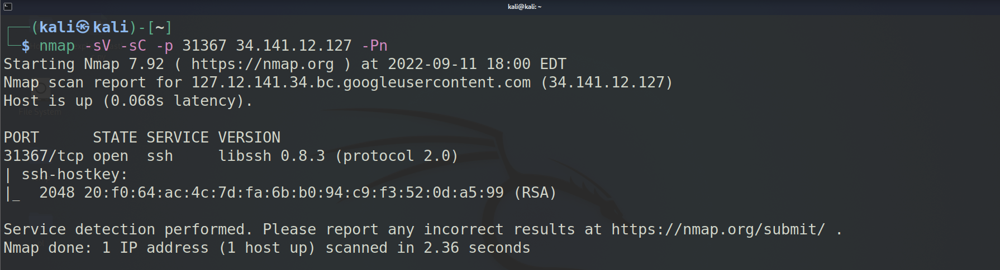 kali@kali: ~
(kali㉿kali)-[~]
$ nmap -sV -sC -p 31367 34.141.12.127 -Pn
Starting Nmap 7.92 ( https://nmap.org ) at 2022-09-11 18:00 EDT
Nmap scan report for 127.12.141.34.bc.googleusercontent.com (34.141.12.127)
Host is up (0.068s latency).
File System
PORT      STATE SERVICE VERSION
31367/tcp open  ssh     libssh 0.8.3 (protocol 2.0)
| ssh-hostkey:
|_  2048 20:f0:64:ac:4c:7d:fa:6b:b0:94:c9:f3:52:0d:a5:99 (RSA)
Service detection performed. Please report any incorrect results at https://nmap.org/submit/ .
Nmap done: 1 IP address (1 host up) scanned in 2.36 seconds